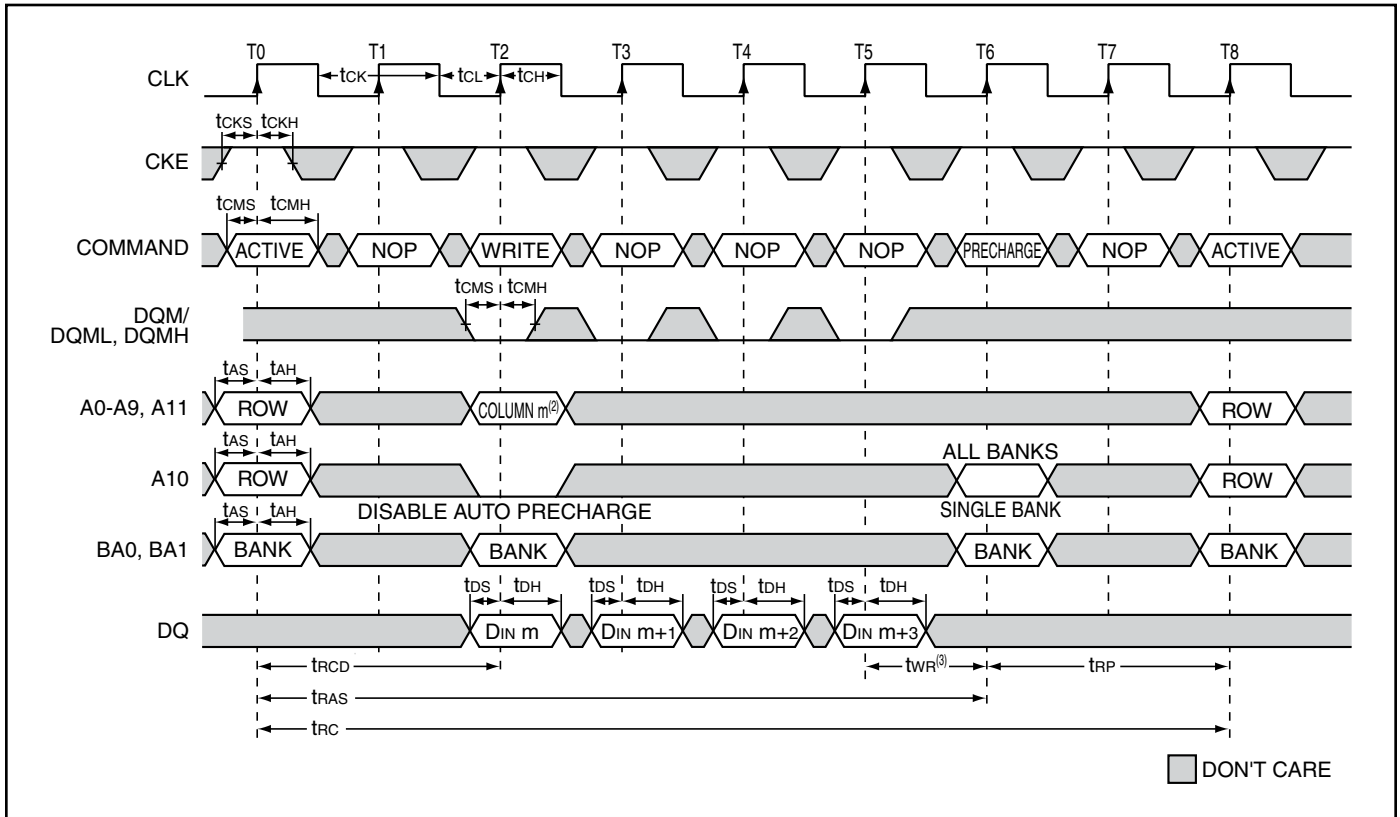 T0 T1 T2 T3 T4 T5 T6 T7 T8
CLK tCK tCL tCH
tCKS tCKH
CKE
tCMS tCMH
COMMAND ACTIVE NOP WRITE NOP NOP NOP PRECHARGE NOP ACTIVE
tCMS tCMH
DQM/
DQML, DQMH
tAS tAH
A0-A9, A11 ROW COLUMN m(2) ROW
tAS tAH ALL BANKS
A10 ROW ROW
DISABLE AUTO PRECHARGE SINGLE BANK
tAS tAH
BA0, BA1 BANK BANK BANK BANK
tDS tDH tDS tDH tDS tDH tDS tDH
DQ DIN m DIN m+1 DIN m+2 DIN m+3
tRCD tWR(3) tRP
tRAS
tRC
DON'T CARE